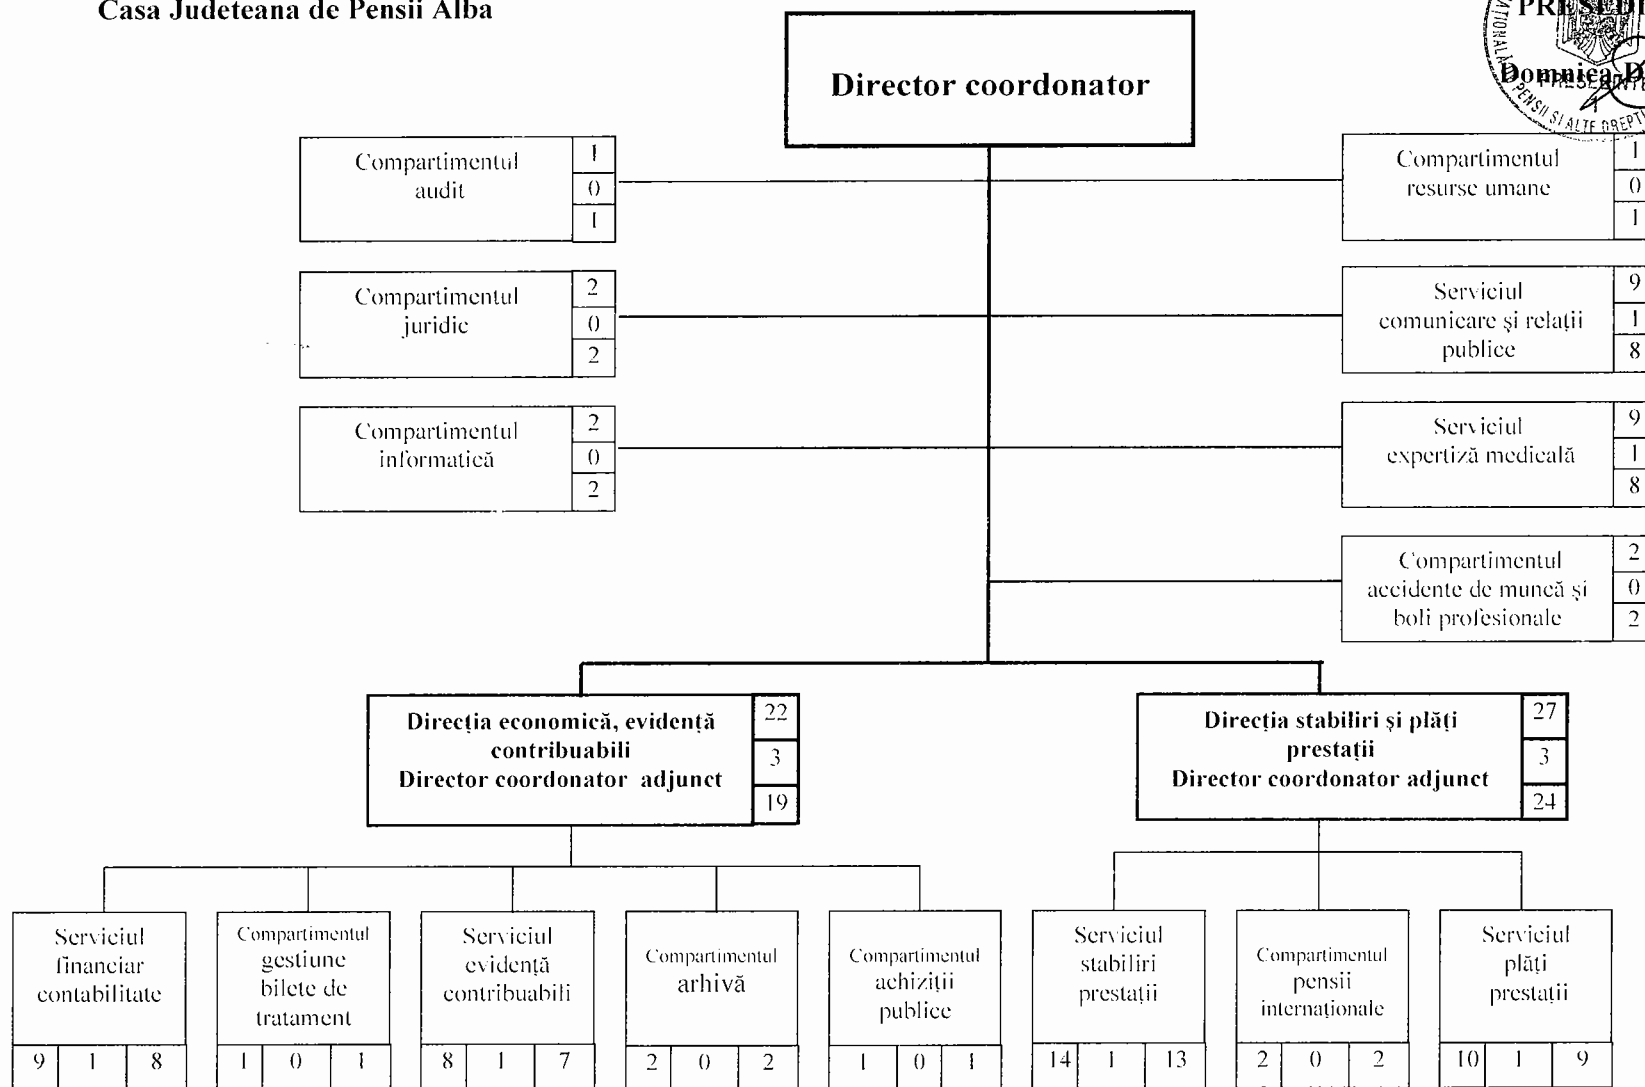 Casa Judeteana de Pensii Alba
Director coordonator
Compartimentul
audit
1
0
1
Compartimentul
resurse umane
1
0
1
Compartimentul
juridic
2
0
2
Serviciul
comunicare și relații
publice
9
1
8
Compartimentul
informatică
2
0
2
Serviciul
expertiză medicală
9
1
8
Compartimentul
accidente de muncă și
boli profesionale
2
0
2
Direcția economică, evidență
contribuabili
Director coordonator adjunct
22
3
19
Direcția stabiliri și plăți
prestații
Director coordonator adjunct
27
3
24
Serviciul
financiar
contabilitate
9 1 8
Compartimentul
gestiune
bilete de
tratament
1 0 1
Serviciul
evidență
contribuabili
8 1 7
Compartimentul
arhivă
2 0 2
Compartimentul
achiziții
publice
1 0 1
Serviciul
stabiliri
prestații
14 1 13
Compartimentul
pensii
internaționale
2 0 2
Serviciul
plăți
prestații
10 1 9
Domnica
PENSII SI ALTE